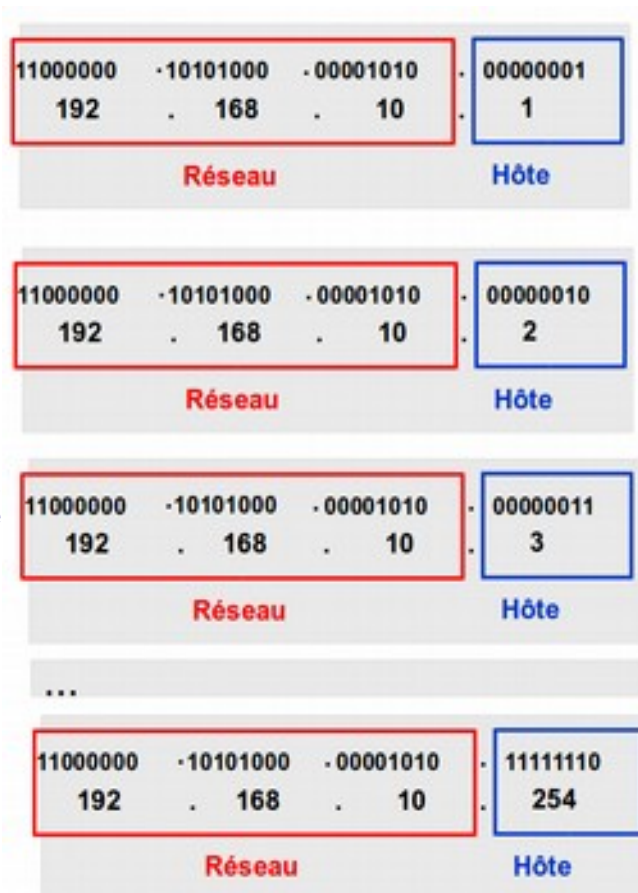 11000000 .10101000 .00001010 . 00000001
192 . 168 . 10 . 1
Réseau Hôte
11000000 .10101000 .00001010 . 00000010
192 . 168 . 10 . 2
Réseau Hôte
11000000 .10101000 .00001010 . 00000011
192 . 168 . 10 . 3
Réseau Hôte
...
11000000 .10101000 .00001010 . 11111110
192 . 168 . 10 . 254
Réseau Hôte